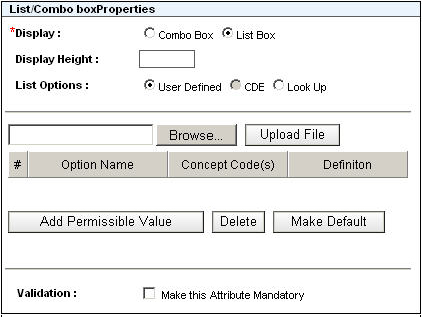 List/Combo boxProperties
*Display : Combo Box List Box
Display Height :
List Options : User Defined CDE Look Up
Browse... Upload File
# Option Name Concept Code(s) Definiton
Add Permissible Value Delete Make Default
Validation : Make this Attribute Mandatory